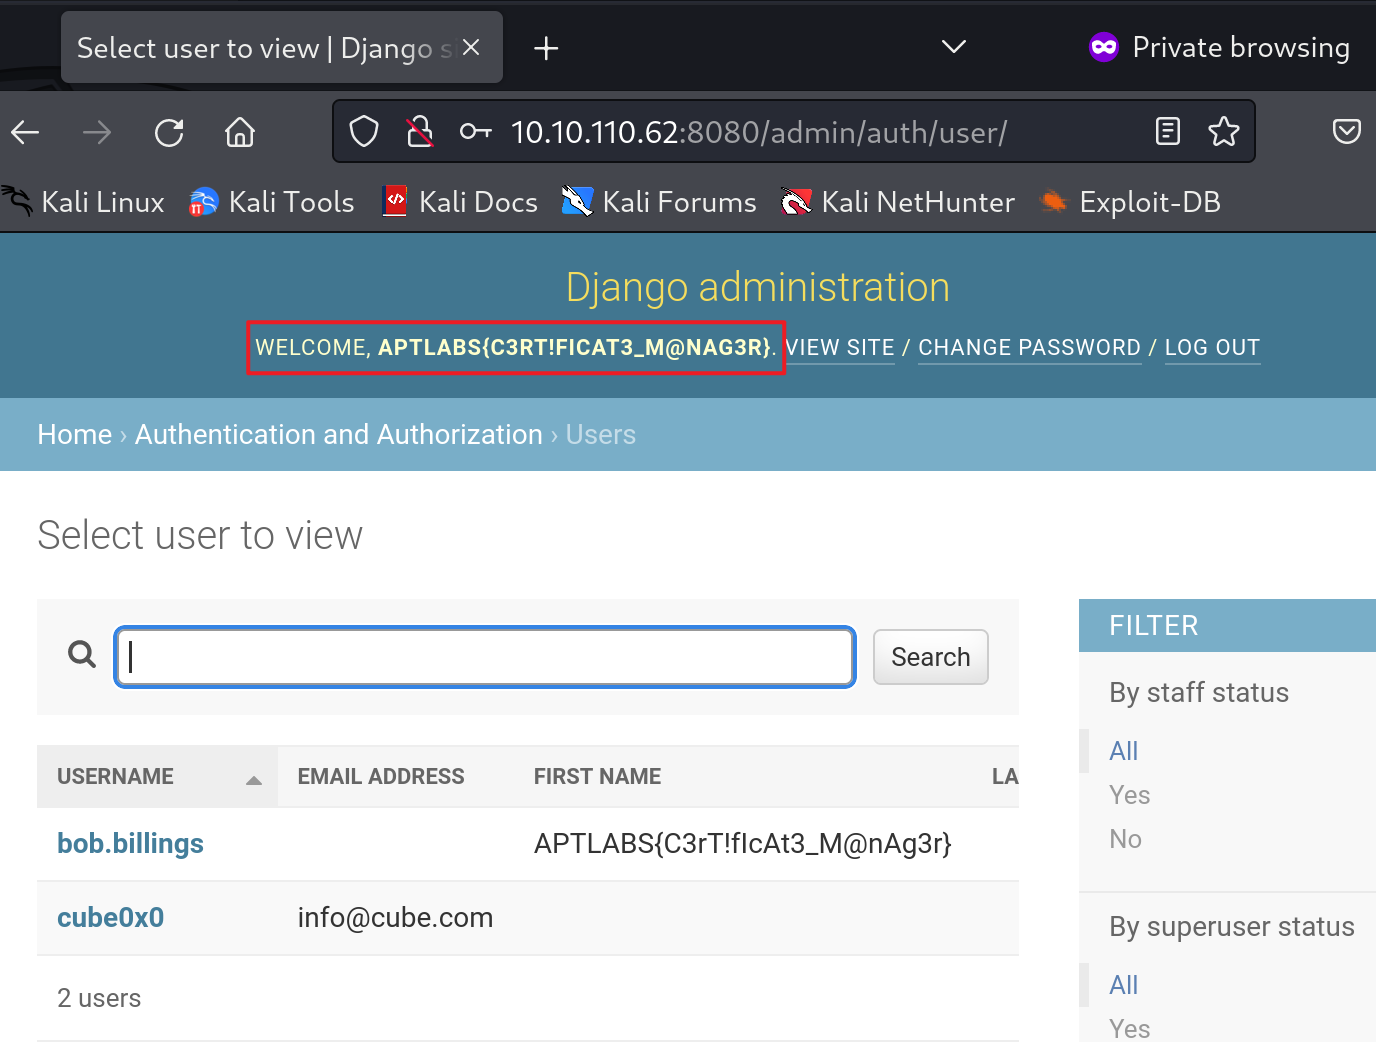 Select user to view | Django s
Private browsing
10.10.110.62:8080/admin/auth/user/
Kali Linux Kali Tools Kali Docs Kali Forums Kali NetHunter Exploit-DB
Django administration
WELCOME, APTLABS{C3RT!FICAT3_M@NAG3R}. VIEW SITE / CHANGE PASSWORD / LOG OUT
Home › Authentication and Authorization › Users
Select user to view
Search
USERNAME EMAIL ADDRESS FIRST NAME LA
bob.billings APTLABS{C3rT!fIcAt3_M@nAg3r}
cube0x0 info@cube.com
2 users
FILTER
By staff status
All
Yes
No
By superuser status
All
Yes